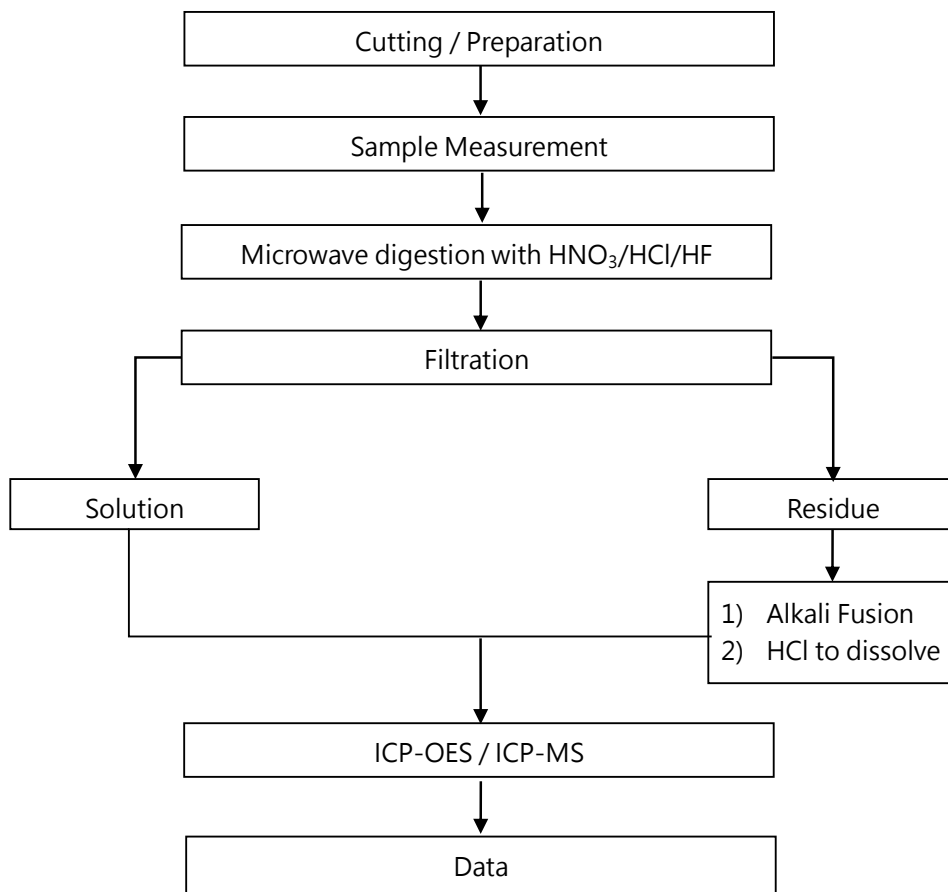 Cutting / Preparation
Sample Measurement
Microwave digestion with HNO₃/HCl/HF
Filtration
Solution
Residue
1) Alkali Fusion
2) HCl to dissolve
ICP-OES / ICP-MS
Data